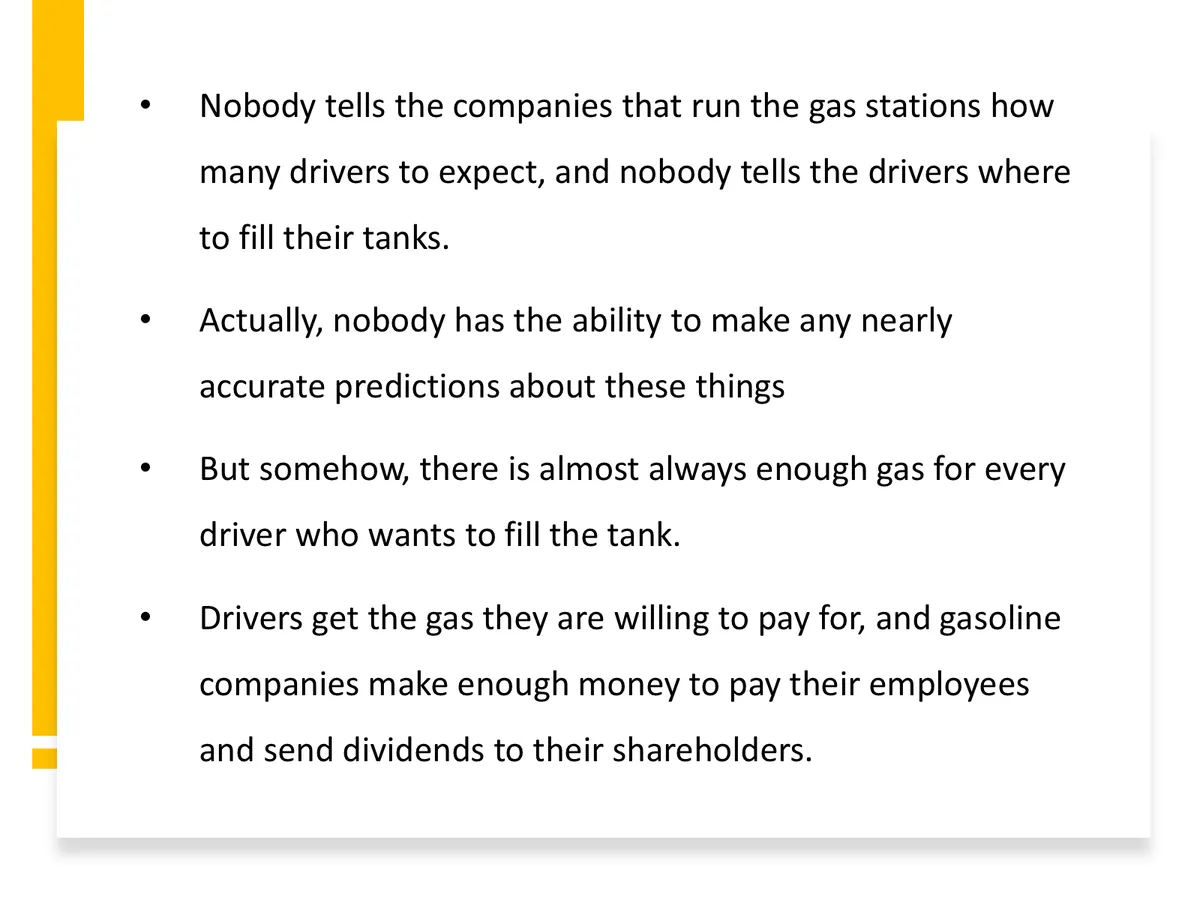 • Nobody tells the companies that run the gas stations how
many drivers to expect, and nobody tells the drivers where
to fill their tanks.
• Actually, nobody has the ability to make any nearly
accurate predictions about these things
• But somehow, there is almost always enough gas for every
driver who wants to fill the tank.
• Drivers get the gas they are willing to pay for, and gasoline
companies make enough money to pay their employees
and send dividends to their shareholders.